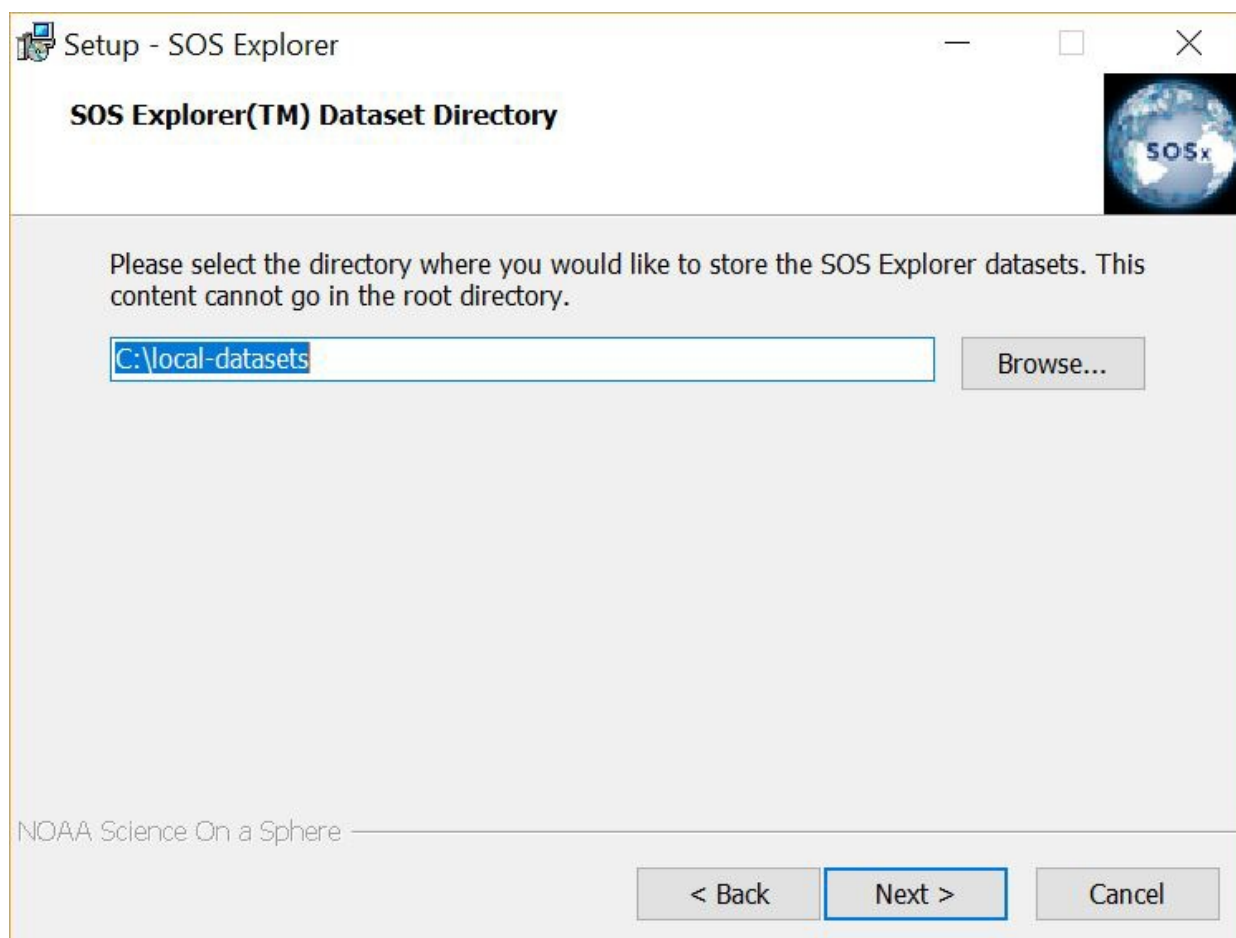 Setup - SOS Explorer
SOS Explorer(TM) Dataset Directory
SOSx
Please select the directory where you would like to store the SOS Explorer datasets. This
content cannot go in the root directory.
C:\local-datasets
Browse...
NOAA Science On a Sphere
< Back
Next >
Cancel